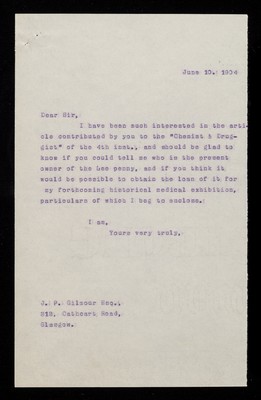 June 10. 1904
Dear Sir,
I have been much interested in the arti-
cle contributed by you to the "Chemist & Drug-
gist" of the 4th inst., and should be glad to
know if you could tell me who is the present
owner of the Lee penny, and if you think it
would be possible to obtain the loan of it for
my forthcoming historical medical exhibition,
particulars of which I beg to enclose.
I am,
Yours very truly,
J. P. Gilmour Esq.,
Cathcart Road,
Glasgow.